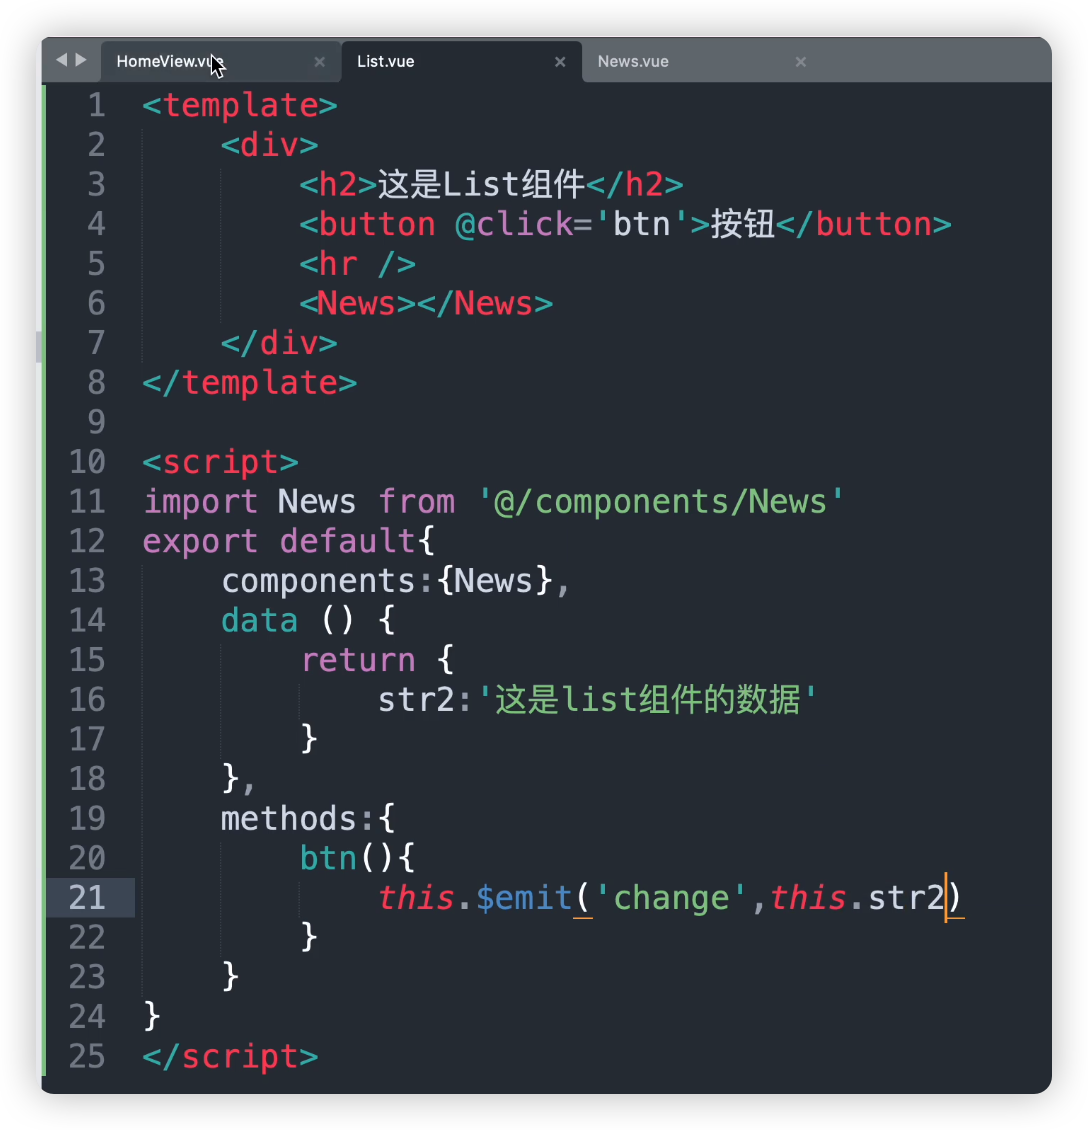 HomeView.vue × List.vue × News.vue ×
1 <template>
2 <div>
3 <h2>这是List组件</h2>
4 <button @click='btn'>按钮</button>
5 <hr />
6 <News></News>
7 </div>
8 </template>
9
10 <script>
11 import News from '@/components/News'
12 export default{
13 components:{News},
14 data () {
15 return {
16 str2:'这是list组件的数据'
17 }
18 },
19 methods:{
20 btn(){
21 this.$emit('change',this.str2)
22 }
23 }
24 }
25 </script>